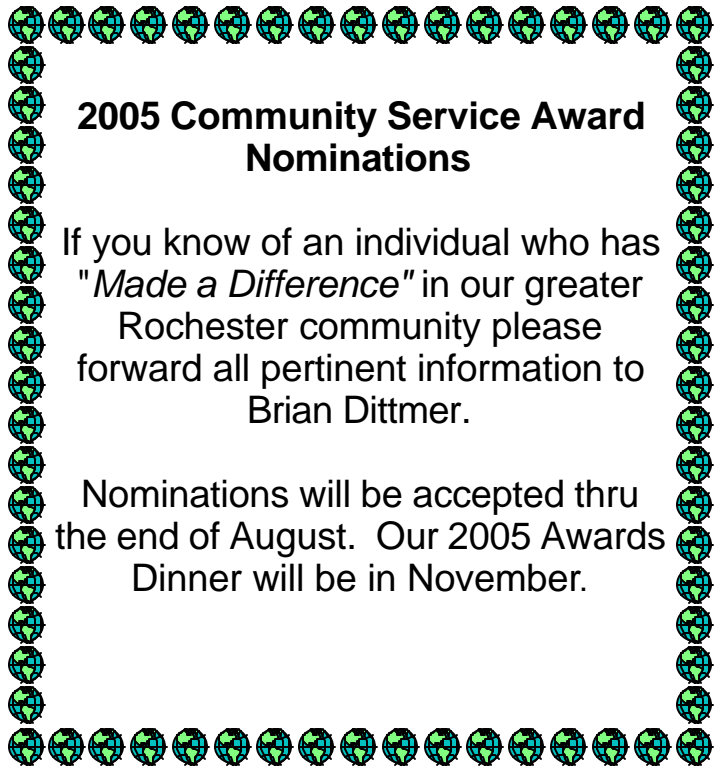 2005 Community Service Award
Nominations
If you know of an individual who has
"Made a Difference" in our greater
Rochester community please
forward all pertinent information to
Brian Dittmer.
Nominations will be accepted thru
the end of August.  Our 2005 Awards
Dinner will be in November.